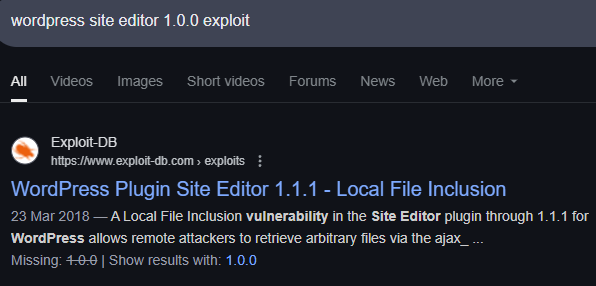 wordpress site editor 1.0.0 exploit
All Videos Images Short videos Forums News Web More
Exploit-DB
https://www.exploit-db.com › exploits
WordPress Plugin Site Editor 1.1.1 - Local File Inclusion
23 Mar 2018 — A Local File Inclusion vulnerability in the Site Editor plugin through 1.1.1 for
WordPress allows remote attackers to retrieve arbitrary files via the ajax_ ...
Missing: 1.0.0 | Show results with: 1.0.0